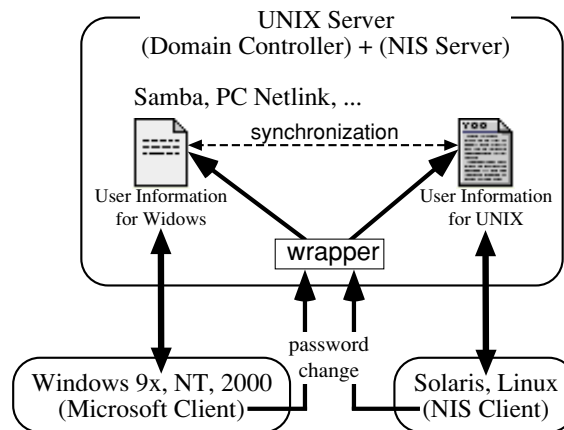 UNIX Server
(Domain Controller) + (NIS Server)
Samba, PC Netlink, ...
synchronization
YOO
User Information
for Widows
User Information
for UNIX
wrapper
password
change
Windows 9x, NT, 2000
(Microsoft Client)
Solaris, Linux
(NIS Client)